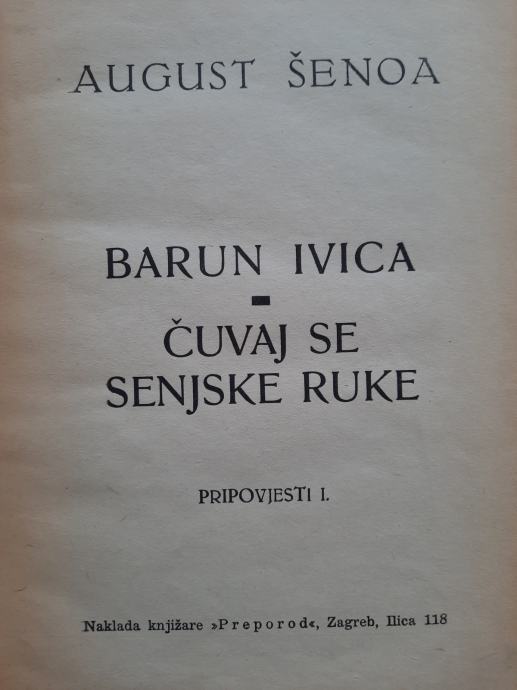 AUGUST ŠENOA
BARUN IVICA
ČUVAJ SE
SENJSKE RUKE
PRIPOVJESTI I.
Naklada knjižare »Preporod«, Zagreb, Ilica 118